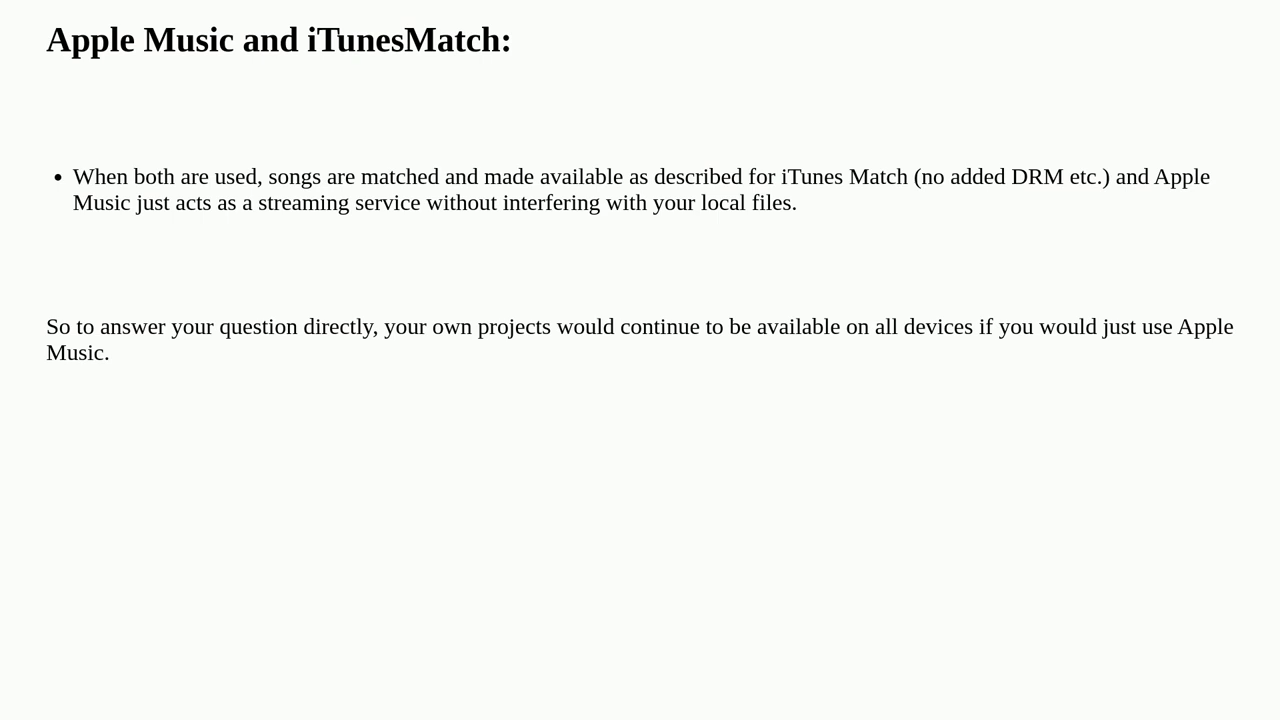 Apple Music and iTunesMatch:
• When both are used, songs are matched and made available as described for iTunes Match (no added DRM etc.) and Apple
Music just acts as a streaming service without interfering with your local files.
So to answer your question directly, your own projects would continue to be available on all devices if you would just use Apple
Music.